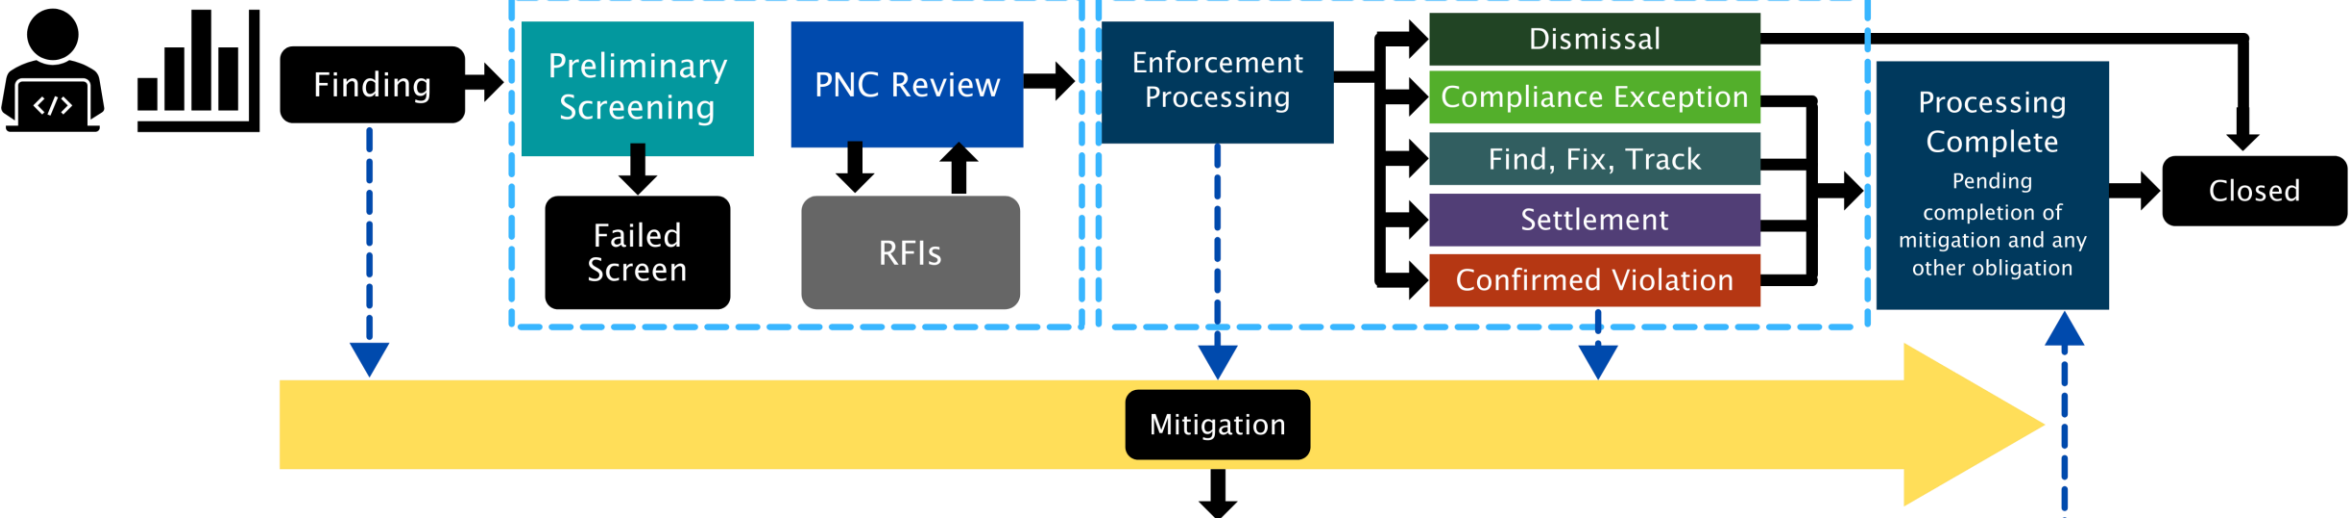 </>
Finding
Preliminary
Screening
Failed
Screen
PNC Review
RFIs
Enforcement
Processing
Dismissal
Compliance Exception
Find, Fix, Track
Settlement
Confirmed Violation
Processing
Complete
Pending
completion of
mitigation and any
other obligation
Closed
Mitigation